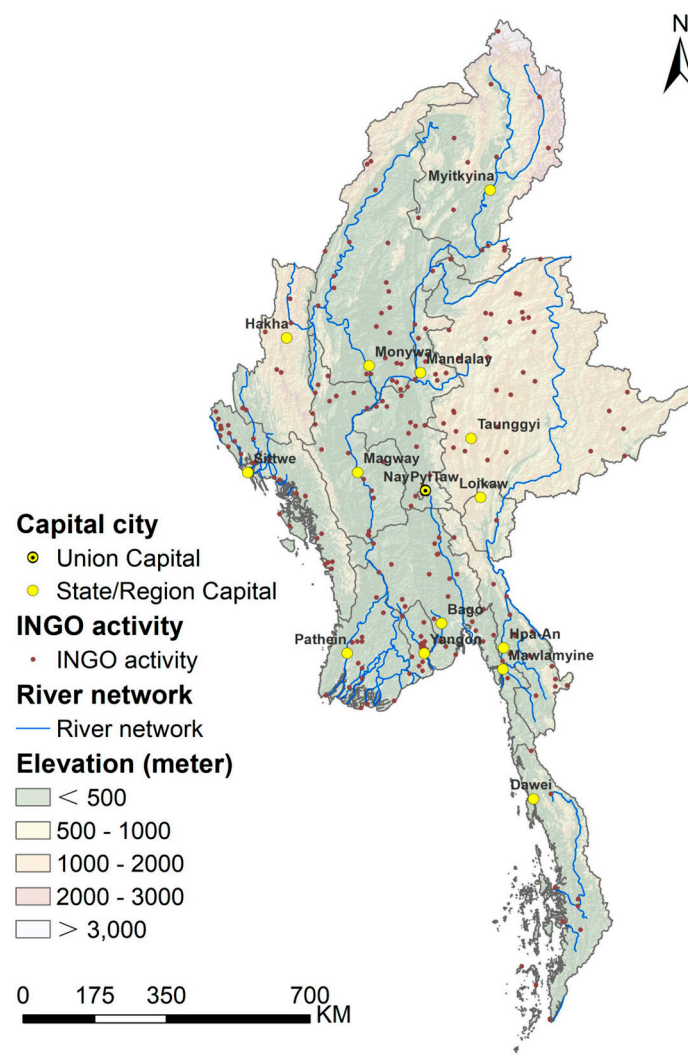 N
Myitkyina
Hakha
Monywa
Mandalay
Taunggyi
Sittwe
Magway
NayPyiTaw
Loikaw
Capital city
Union Capital
State/Region Capital
INGO activity
INGO activity
River network
River network
Elevation (meter)
< 500
500 - 1000
1000 - 2000
2000 - 3000
> 3,000
Bago
Pathein
Yangon
Hpa-An
Mawlamyine
Dawei
0 175 350 700
KM